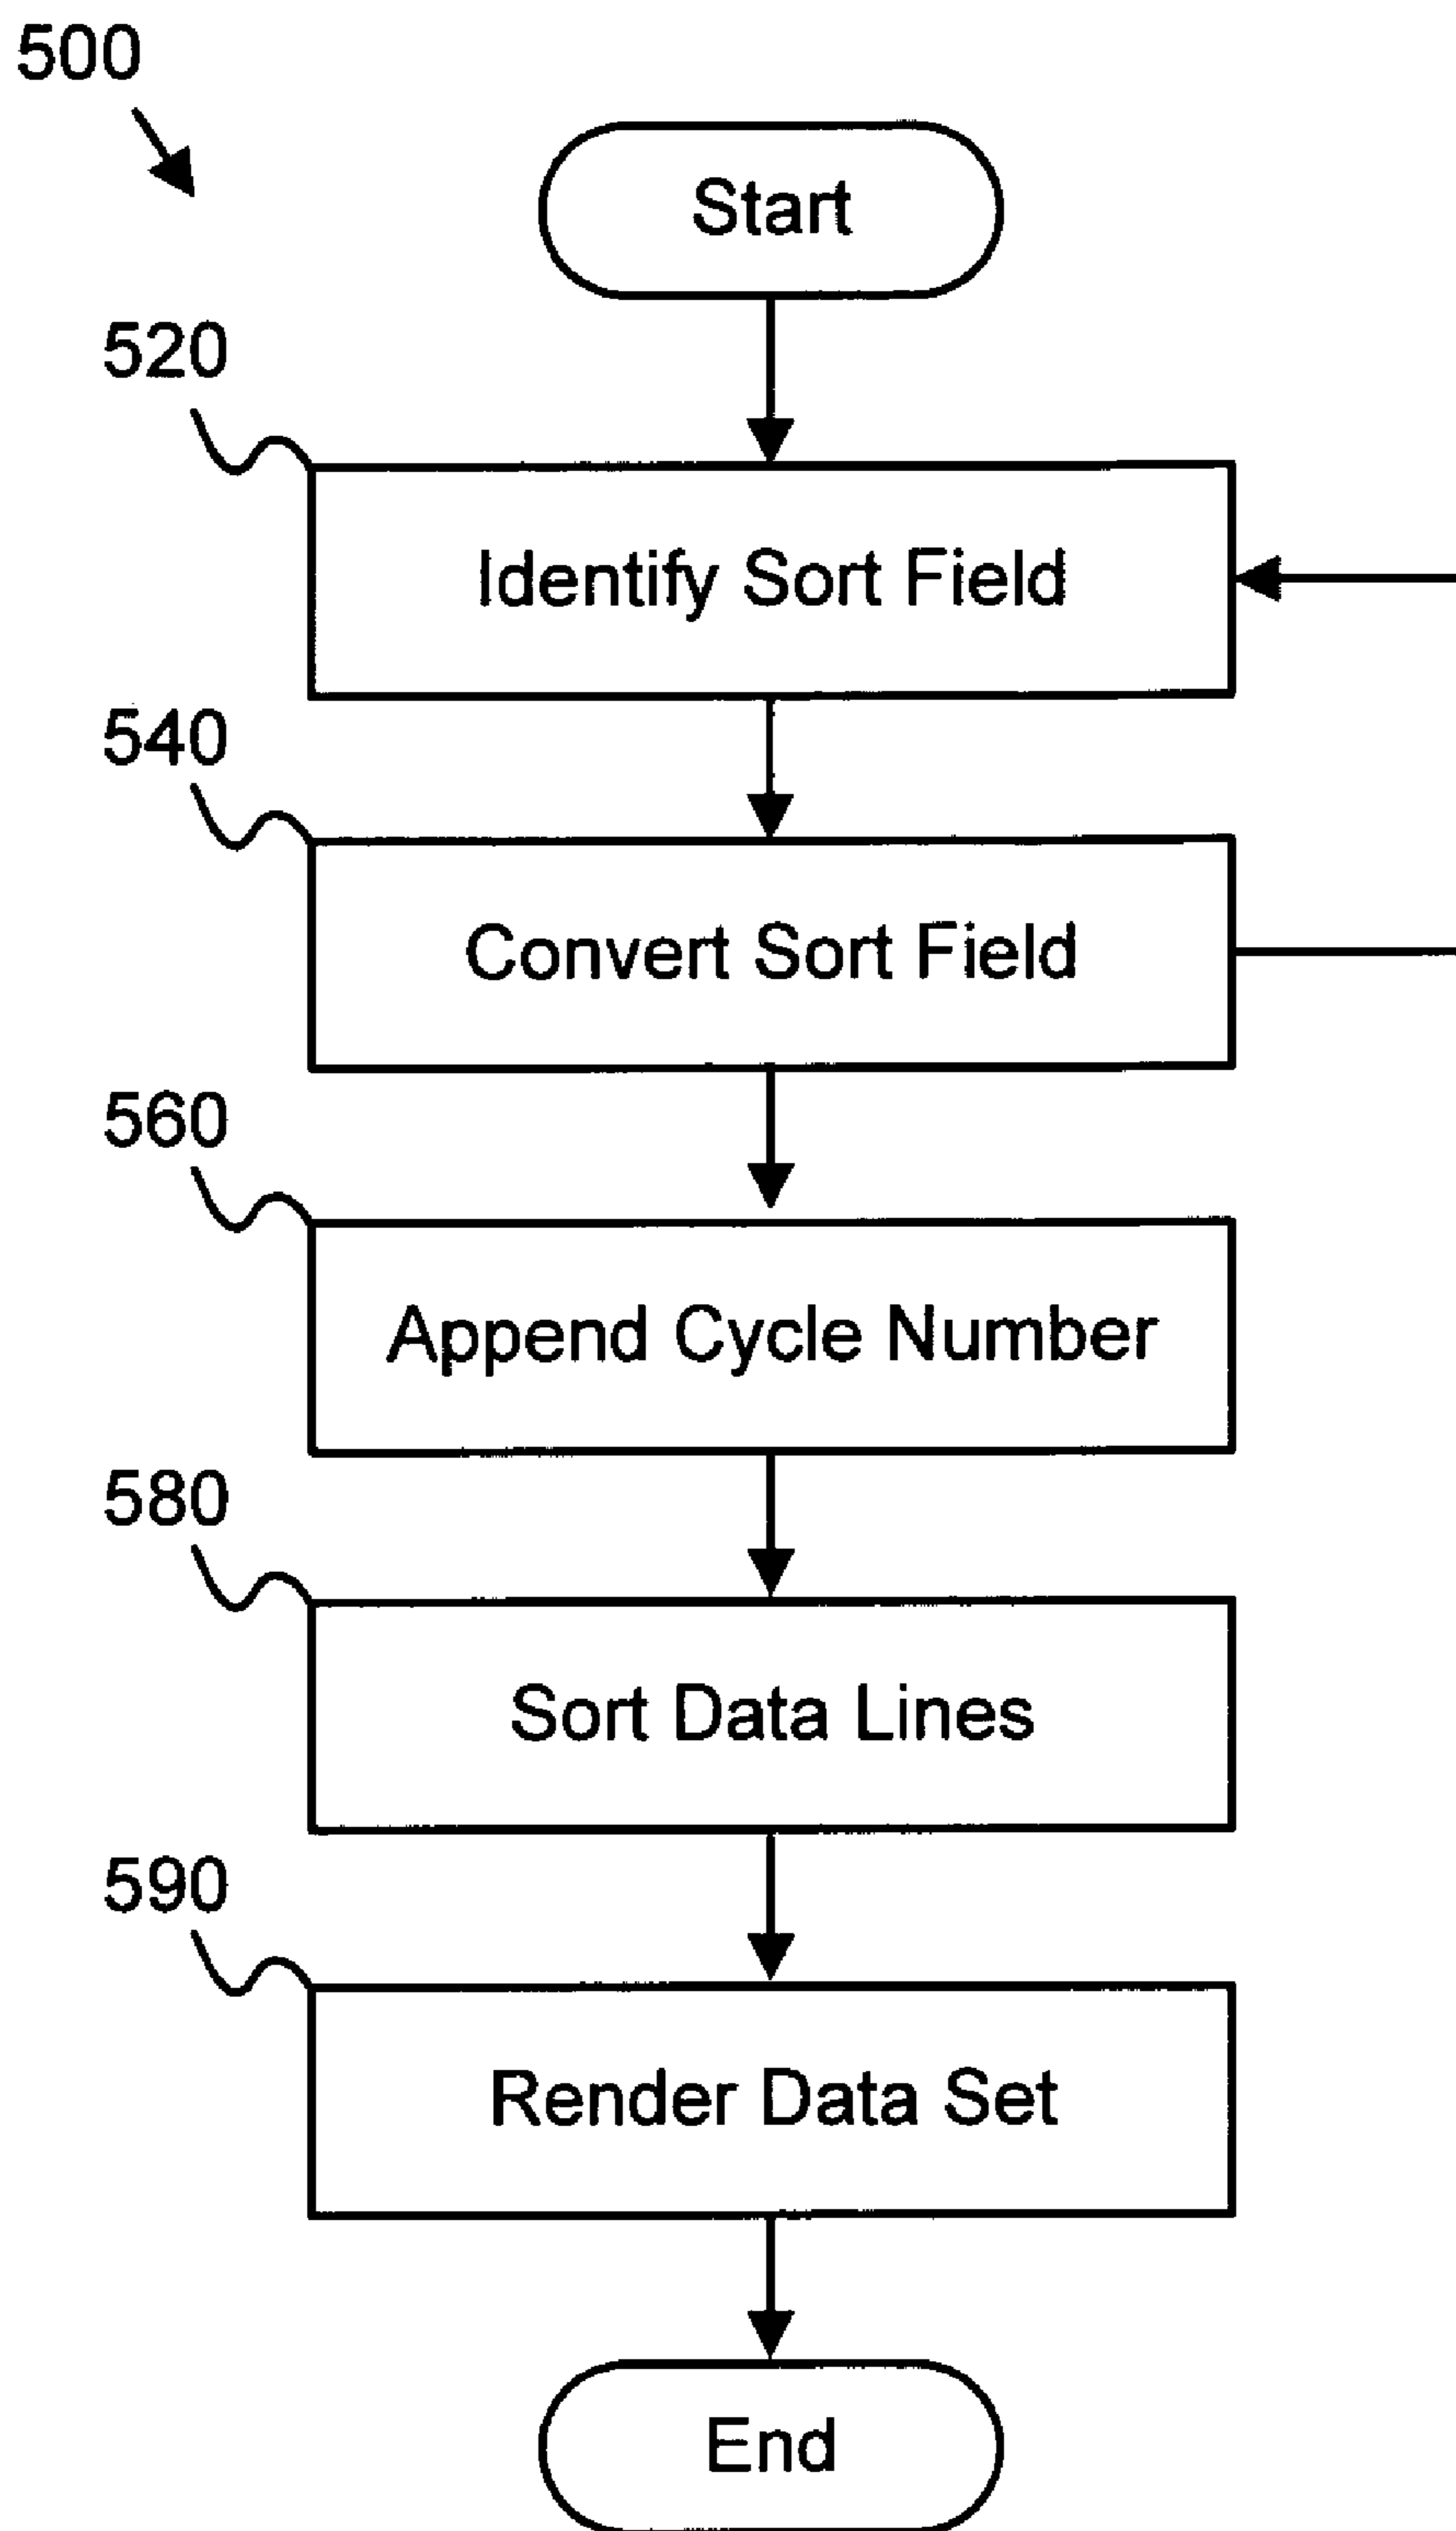 500
Start
520
Identify Sort Field
540
Convert Sort Field
560
Append Cycle Number
580
Sort Data Lines
590
Render Data Set
End